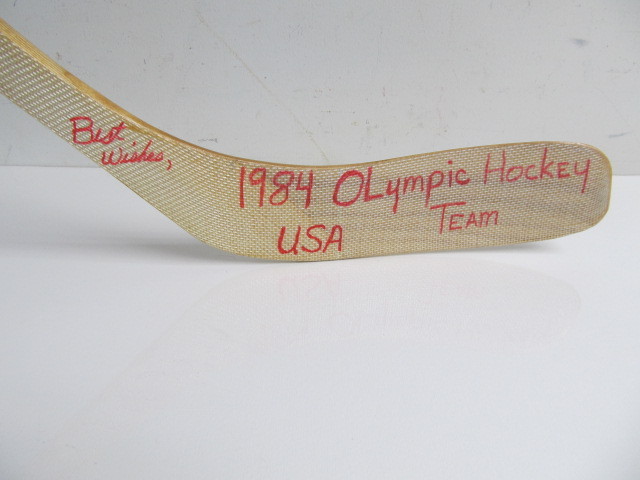 Best
Wishes,
1984 OLympic Hockey
USA Team